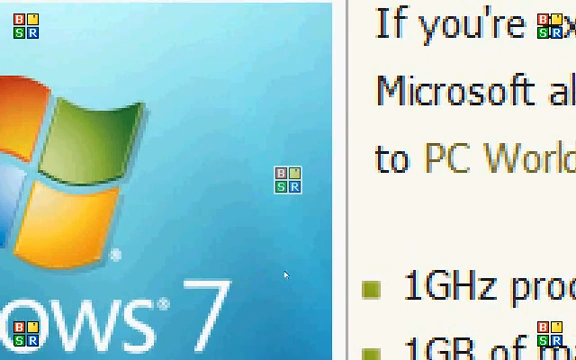 If you're
Microsoft al
to PC World
1GHz proc
1GB of
ows® 7
B
S R